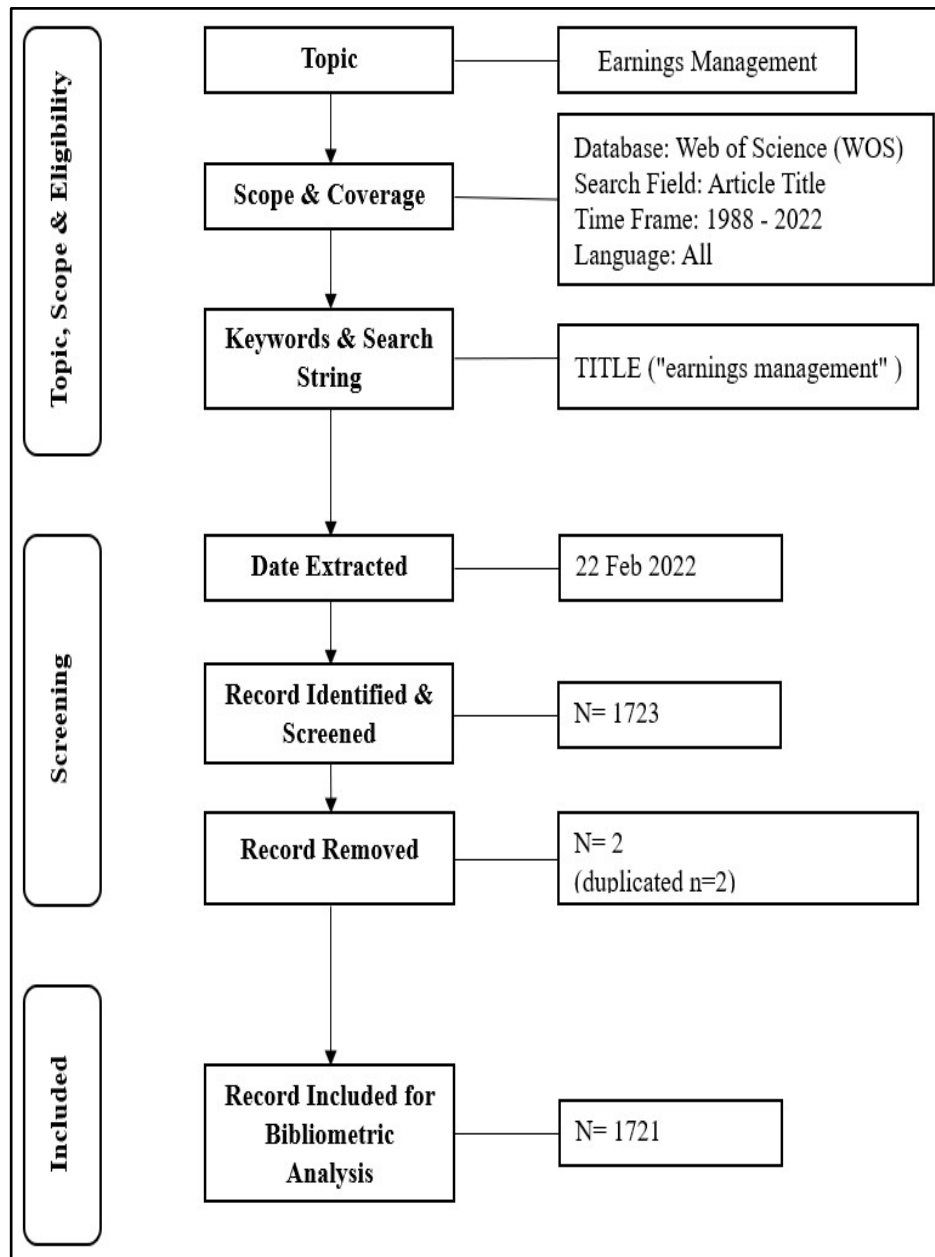 Topic, Scope & Eligibility
Topic
Earnings Management
Scope & Coverage
Database: Web of Science (WOS)
Search Field: Article Title
Time Frame: 1988 - 2022
Language: All
Keywords & Search
String
TITLE ("earnings management" )
Screening
Date Extracted
22 Feb 2022
Record Identified &
Screened
N= 1723
Record Removed
N= 2
(duplicated n=2)
Included
Record Included for
Bibliometric
Analysis
N= 1721